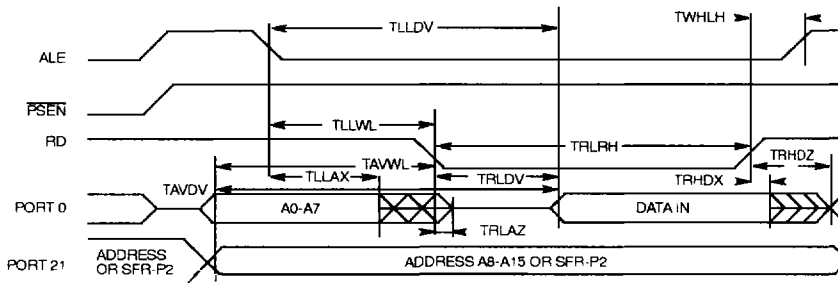 TLLDV
TWHLH
ALE
PSEN
TLLWL
RD
TRLRH
TAVWL
TRHDZ
TLLAX
TRLDV
TRHDX
TAVDV
PORT 0
A0-A7
DATA IN
TRLAZ
PORT 21
ADDRESS
OR SFR-P2
ADDRESS A8-A15 OR SFR-P2